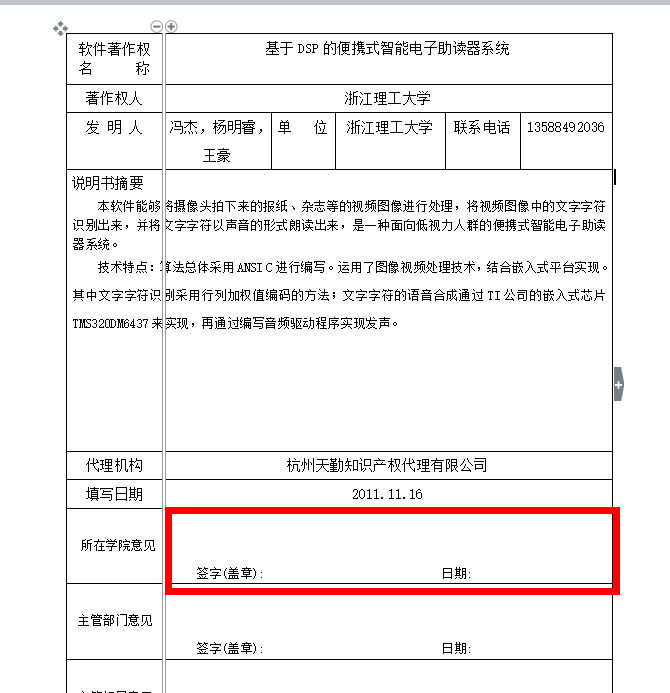 软件著作权 基于 DSP 的便携式智能电子助读器系统
名 称
著作权人 浙江理工大学
发 明 人 冯杰，杨明睿， 单 位 浙江理工大学 联系电话 13588492036
王豪
说明书摘要
本软件能够将摄像头拍下来的报纸、杂志等的视频图像进行处理，将视频图像中的文字字符
识别出来，并将文字字符以声音的形式朗读出来，是一种面向低视力人群的便携式智能电子助读
器系统。
技术特点：算法总体采用 ANSI C 进行编写。运用了图像视频处理技术，结合嵌入式平台实现。
其中文字字符识别采用行列加权值编码的方法；文字字符的语音合成通过 TI 公司的嵌入式芯片
TMS320DM6437 来实现，再通过编写音频驱动程序实现发声。
代理机构 杭州天勤知识产权代理有限公司
填写日期 2011.11.16
所在学院意见
签字(盖章): 日期:
主管部门意见
签字(盖章): 日期: